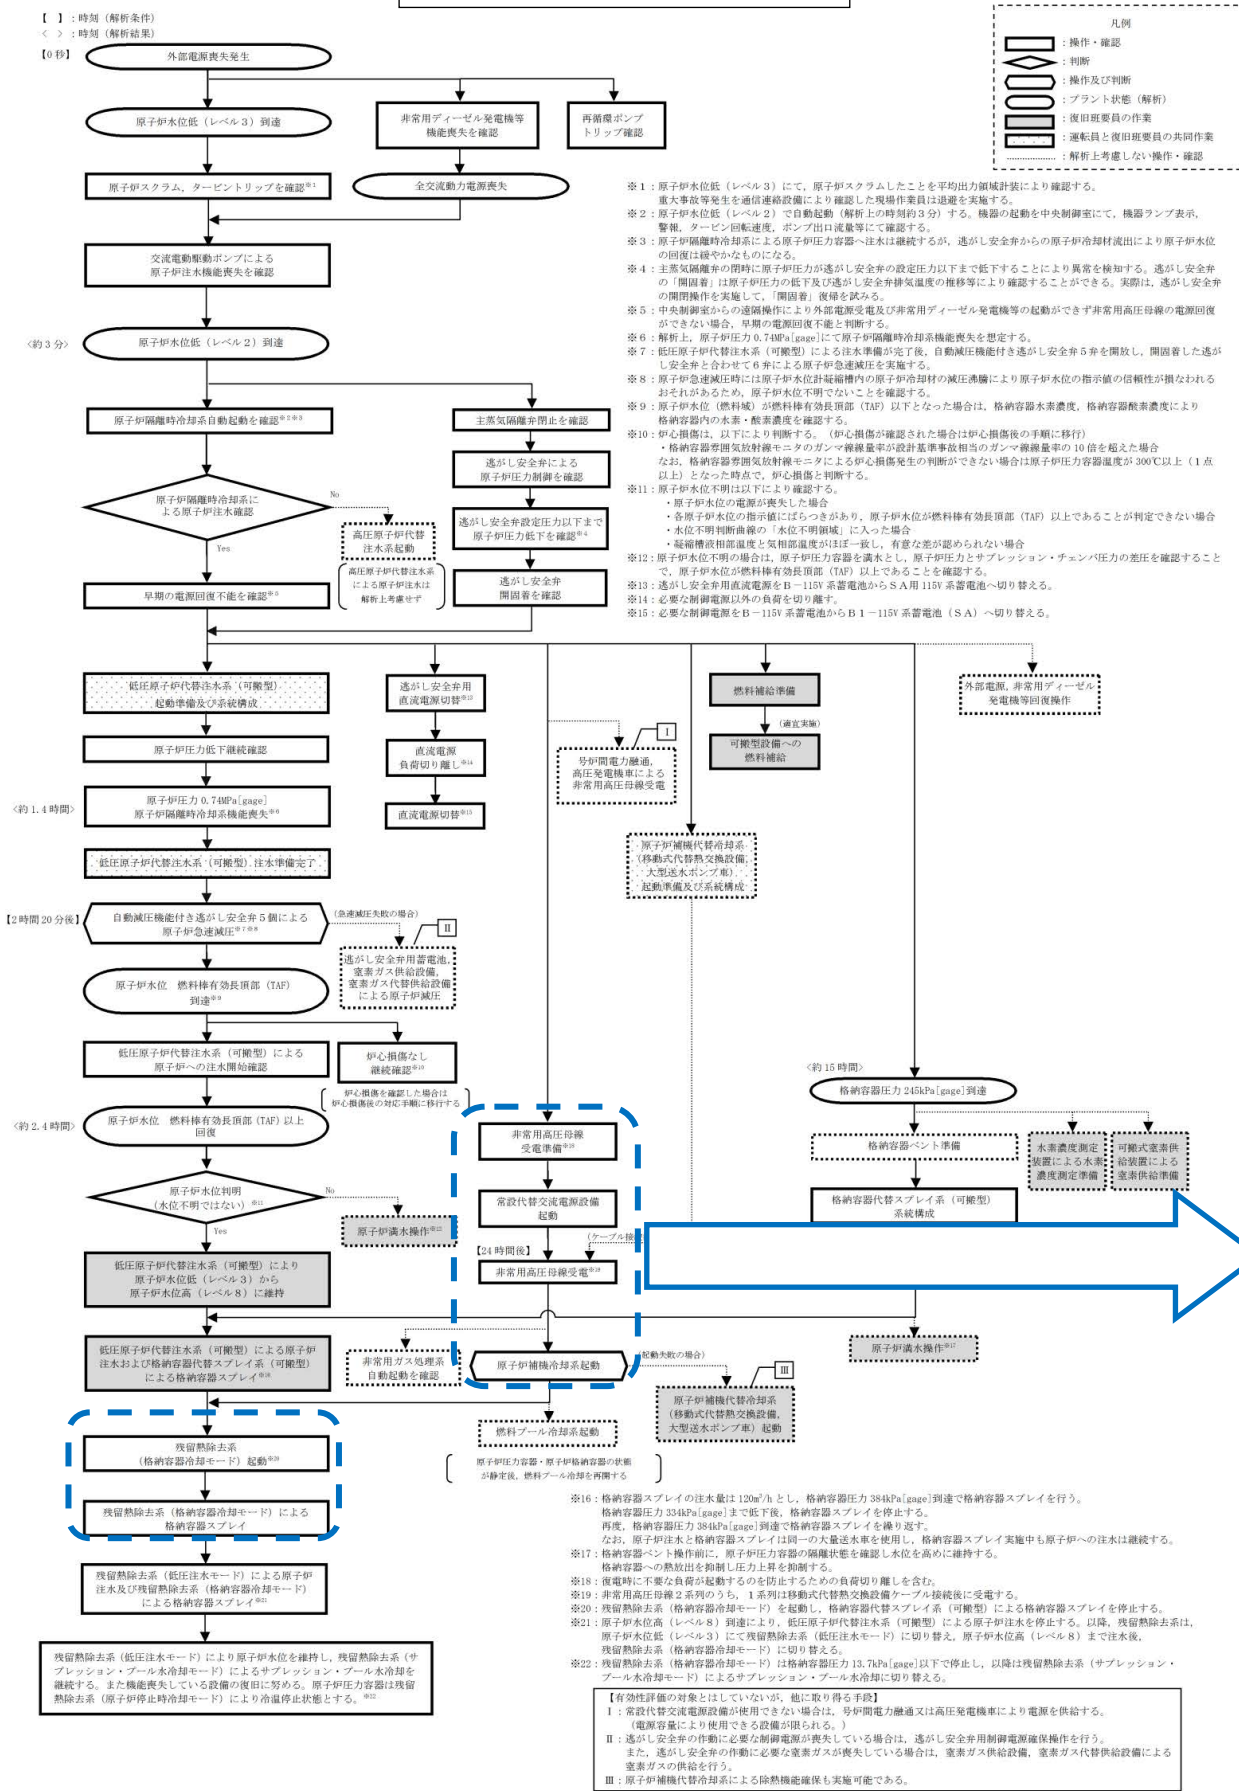 【　】：時刻（解析条件）
＜　＞：時刻（解析結果）
【0秒】
外部電源喪失発生
原子炉水位低（レベル３）到達
非常用ディーゼル発電機等
機能喪失を確認
再循環ポンプ
トリップ確認
原子炉スクラム，タービントリップを確認※1
全交流動力電源喪失
交流電動駆動ポンプによる
原子炉注水機能喪失を確認
＜約３分＞
原子炉水位低（レベル２）到達
原子炉隔離時冷却系自動起動を確認※2※3
主蒸気隔離弁閉止を確認
逃がし安全弁による
原子炉圧力制御を確認
原子炉隔離時冷却系に
よる原子炉注水確認
No
Yes
高圧原子炉代替
注水系起動
高圧原子炉代替注水系
による原子炉注水は
解析上考慮せず
逃がし安全弁設定圧力以下まで
原子炉圧力低下を確認※4
逃がし安全弁
開固着を確認
早期の電源回復不能を確認※5
凡例
：操作・確認
：判断
：操作及び判断
：プラント状態（解析）
：復旧班要員の作業
：運転員と復旧班要員の共同作業
：解析上考慮しない操作・確認
※１：原子炉水位低（レベル３）にて，原子炉スクラムしたことを平均出力領域計装により確認する。
重大事故等発生を通信連絡設備により確認した現場作業員は退避を実施する。
※２：原子炉水位低（レベル２）で自動起動（解析上の時刻約３分）する。機器の起動を中央制御室にて，機器ランプ表示，
警報，タービン回転速度，ポンプ出口流量等にて確認する。
※３：原子炉隔離時冷却系による原子炉圧力容器へ注水は継続するが，逃がし安全弁からの原子炉冷却材流出により原子炉水位
の回復は緩やかなものになる。
※４：主蒸気隔離弁の閉時に原子炉圧力が逃がし安全弁の設定圧力以下まで低下することにより異常を検知する。逃がし安全弁
の「開固着」は原子炉圧力の低下及び逃がし安全弁排気温度の推移等により確認することができる。実際は，逃がし安全弁
の開閉操作を実施して，「開固着」復帰を試みる。
※５：中央制御室からの遠隔操作により外部電源受電及び非常用ディーゼル発電機等の起動ができず非常用高圧母線の電源回復
ができない場合，早期の電源回復不能と判断する。
※６：解析上，原子炉圧力 0.74MPa[gage]にて原子炉隔離時冷却系機能喪失を想定する。
※７：低圧原子炉代替注水系（可搬型）による注水準備が完了後，自動減圧機能付き逃がし安全弁５弁を開放し，開固着した逃が
し安全弁と合わせて６弁による原子炉急速減圧を実施する。
※８：原子炉急速減圧時には原子炉水位計凝縮槽内の原子炉冷却材の減圧沸騰により原子炉水位の指示値の信頼性が損なわれる
おそれがあるため，原子炉水位不明でないことを確認する。
※９：原子炉水位（燃料域）が燃料棒有効長頂部（TAF）以下となった場合は，格納容器水素濃度，格納容器酸素濃度により
格納容器内の水素・酸素濃度を確認する。
※10：炉心損傷は，以下により判断する。（炉心損傷が確認された場合は炉心損傷後の手順に移行）
・格納容器雰囲気放射線モニタのガンマ線線量率が設計基準事故相当のガンマ線線量率の 10 倍を超えた場合
なお，格納容器雰囲気放射線モニタによる炉心損傷発生の判断ができない場合は原子炉圧力容器温度が 300℃以上（１点
以上）となった時点で，炉心損傷と判断する。
※11：原子炉水位不明は以下により確認する。
・原子炉水位の電源が喪失した場合
・各原子炉水位の指示値にばらつきがあり，原子炉水位が燃料棒有効長頂部（TAF）以上であることが判定できない場合
・水位不明判断曲線の「水位不明領域」に入った場合
・凝縮槽液相部温度と気相部温度がほぼ一致し，有意な差が認められない場合
※12：原子炉水位不明の場合は，原子炉圧力容器を満水とし，原子炉圧力とサプレッション・チェンバ圧力の差圧を確認すること
で，原子炉水位が燃料棒有効長頂部（TAF）以上であることを確認する。
※13：逃がし安全弁用直流電源をＢ－115V 系蓄電池からＳＡ用 115V 系蓄電池へ切り替える。
※14：必要な制御電源以外の負荷を切り離す。
※15：必要な制御電源をＢ－115V 系蓄電池からＢ１－115V 系蓄電池（ＳＡ）へ切り替える。
低圧原子炉代替注水系（可搬型）
起動準備及び系統構成
逃がし安全弁用
直流電源切替※13
燃料補給準備
外部電源，非常用ディーゼル
発電機等回復操作
（適宜実施）
原子炉圧力低下継続確認
直流電源
負荷切り離し※14
Ⅰ
号炉間電力融通，
高圧発電機車による
非常用高圧母線受電
可搬型設備への
燃料補給
＜約 1.4 時間＞
原子炉圧力 0.74MPa[gage]
原子炉隔離時冷却系機能喪失※6
直流電源切替※15
低圧原子炉代替注水系（可搬型）注水準備完了
原子炉補機代替冷却系
（移動式代替熱交換設備，
大型送水ポンプ車）
起動準備及び系統構成
【２時間 20 分後】
自動減圧機能付き逃がし安全弁５個による
原子炉急速減圧※7※8
（急速減圧失敗の場合）
Ⅱ
逃がし安全弁用蓄電池，
窒素ガス供給設備，
窒素ガス代替供給設備
による原子炉減圧
原子炉水位　燃料棒有効長頂部（TAF）
到達※9
低圧原子炉代替注水系（可搬型）による
原子炉への注水開始確認
炉心損傷なし
継続確認※10
炉心損傷を確認した場合は
炉心損傷後の対応手順に移行する
＜約 15 時間＞
格納容器圧力 245kPa[gage]到達
＜約 2.4 時間＞
原子炉水位　燃料棒有効長頂部（TAF）以上
回復
非常用高圧母線
受電準備※18
格納容器ベント準備
水素濃度測定
装置による水素
濃度測定準備
可搬式窒素供
給装置による
窒素供給準備
原子炉水位判明
（水位不明ではない）※11
No
Yes
原子炉満水操作※12
常設代替交流電源設備
起動
格納容器代替スプレイ系（可搬型）
系統構成
（ケーブル接
【24 時間後】
非常用高圧母線受電※19
低圧原子炉代替注水系（可搬型）により
原子炉水位低（レベル３）から
原子炉水位高（レベル８）に維持
低圧原子炉代替注水系（可搬型）による原子炉
注水および格納容器代替スプレイ系（可搬型）
による格納容器スプレイ※16
非常用ガス処理系
自動起動を確認
原子炉補機冷却系起動
（起動失敗の場合）
原子炉満水操作※17
Ⅲ
原子炉補機代替冷却系
（移動式代替熱交換設備，
大型送水ポンプ車）起動
燃料プール冷却系起動
原子炉圧力容器・原子炉格納容器の状態
が静定後，燃料プール冷却を再開する
残留熱除去系
（格納容器冷却モード）起動※20
残留熱除去系（格納容器冷却モード）による
格納容器スプレイ
残留熱除去系（低圧注水モード）による原子炉
注水及び残留熱除去系（格納容器冷却モード）
による格納容器スプレイ※21
残留熱除去系（低圧注水モード）により原子炉水位を維持し，残留熱除去系（サ
プレッション・プール水冷却モード）によるサプレッション・プール水冷却を
継続する。また機能喪失している設備の復旧に努める。原子炉圧力容器は残留
熱除去系（原子炉停止時冷却モード）により冷温停止状態とする。※22
※16：格納容器スプレイの注水量は 120m³/h とし，格納容器圧力 384kPa[gage]到達で格納容器スプレイを行う。
格納容器圧力 334kPa[gage]まで低下後，格納容器スプレイを停止する。
再度，格納容器圧力 384kPa[gage]到達で格納容器スプレイを繰り返す。
なお，原子炉注水と格納容器スプレイは同一の大量送水車を使用し，格納容器スプレイ実施中も原子炉への注水は継続する。
※17：格納容器ベント操作前に，原子炉圧力容器の隔離状態を確認し水位を高めに維持する。
格納容器への熱放出を抑制し圧力上昇を抑制する。
※18：復電時に不要な負荷が起動するのを防止するための負荷切り離しを含む。
※19：非常用高圧母線２系列のうち，１系列は移動式代替熱交換設備ケーブル接続後に受電する。
※20：残留熱除去系（格納容器冷却モード）を起動し，格納容器代替スプレイ系（可搬型）による格納容器スプレイを停止する。
※21：原子炉水位高（レベル８）到達により，低圧原子炉代替注水系（可搬型）による原子炉注水を停止する。以降，残留熱除去系は，
原子炉水位低（レベル３）にて残留熱除去系（低圧注水モード）に切り替え，原子炉水位高（レベル８）まで注水後，
残留熱除去系（格納容器冷却モード）に切り替える。
※22：残留熱除去系（格納容器冷却モード）は格納容器圧力 13.7kPa[gage]以下で停止し，以降は残留熱除去系（サプレッション・
プール水冷却モード）によるサプレッション・プール水冷却に切り替える。
【有効性評価の対象とはしていないが，他に取り得る手段】
Ⅰ：常設代替交流電源設備が使用できない場合は，号炉間電力融通又は高圧発電機車により電源を供給する。
（電源容量により使用できる設備が限られる。）
Ⅱ：逃がし安全弁の作動に必要な制御電源が喪失している場合は，逃がし安全弁用制御電源確保操作を行う。
また，逃がし安全弁の作動に必要な窒素ガスが喪失している場合は，窒素ガス供給設備，窒素ガス代替供給設備による
窒素ガスの供給を行う。
Ⅲ：原子炉補機代替冷却系による除熱機能確保も実施可能である。